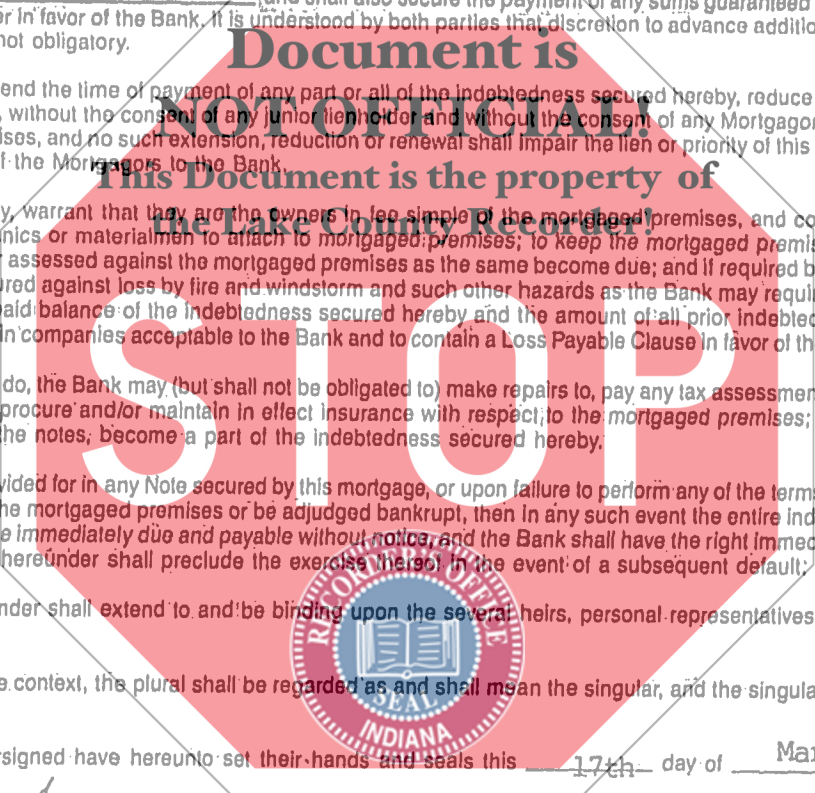 and shall also secure the payment of any sums guaranteed
or in favor of the Bank. It is understood by both parties that discretion to advance additio
not obligatory.
Document is
NOT OFFICIAL!
This Document is the property of
the Lake County Recorder!
end the time of payment of any part or all of the indebtedness secured hereby, reduce
, without the consent of any junior lienholder and without the consent of any Mortgagor
ises, and no such extension, reduction or renewal shall impair the lien or priority of this
f the Mortgagors to the Bank.
y, warrant that they are the owners in fee simple of the mortgaged premises, and co
nics or materialmen to attach to mortgaged premises; to keep the mortgaged premis
r assessed against the mortgaged premises as the same become due; and if required b
ured against loss by fire and windstorm and such other hazards as the Bank may requi
aid balance of the indebtedness secured hereby and the amount of all prior indebted
in companies acceptable to the Bank and to contain a Loss Payable Clause in favor of th
STOP
do, the Bank may (but shall not be obligated to) make repairs to, pay any tax assessmen
procure and/or maintain in effect insurance with respect to the mortgaged premises;
he notes, become a part of the indebtedness secured hereby.
vided for in any Note secured by this mortgage, or upon failure to perform any of the terms
he mortgaged premises or be adjudged bankrupt, then in any such event the entire ind
e immediately due and payable without notice, and the Bank shall have the right immed
hereunder shall preclude the exercise thereof in the event of a subsequent default;
nder shall extend to and be binding upon the several heirs, personal representatives
RECORDER'S OFFICE
SEAL
INDIANA
e context, the plural shall be regarded as and shall mean the singular, and the singula
rsigned have hereunto set their hands and seals this 17th day of Mar